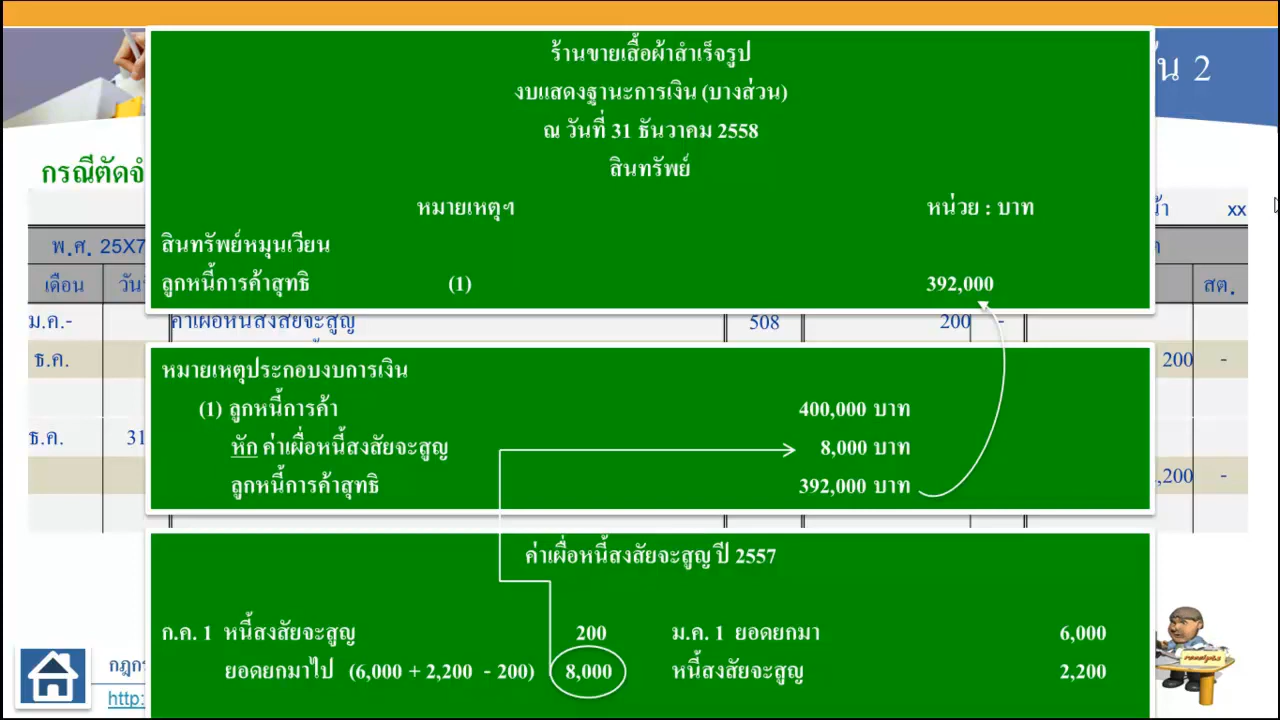 ร้านขายเสื้อผ้าสำเร็จรูป
งบแสดงฐานะการเงิน (บางส่วน)
ณ วันที่ 31 ธันวาคม 2558
สินทรัพย์
หมายเหตุฯ หน่วย : บาท
สินทรัพย์หมุนเวียน
ลูกหนี้การค้าสุทธิ (1) 392,000
2
กรณีตัดจำ
xx
พ.ศ. 25X7
เดือน วัน สต.
ม.ค.- ค่าเผื่อหนี้สงสัยจะสูญ 508 200 -
ธ.ค. 200 -
หมายเหตุประกอบงบการเงิน
(1) ลูกหนี้การค้า 400,000 บาท
หัก ค่าเผื่อหนี้สงสัยจะสูญ 8,000 บาท
ลูกหนี้การค้าสุทธิ 392,000 บาท
ธ.ค. 31
,200 -
ค่าเผื่อหนี้สงสัยจะสูญ ปี 2557
ก.ค. 1 หนี้สงสัยจะสูญ 200 ม.ค. 1 ยอดยกมา 6,000
ยอดยกมาไป (6,000 + 2,200 - 200) 8,000 หนี้สงสัยจะสูญ 2,200
กฎกร
http: